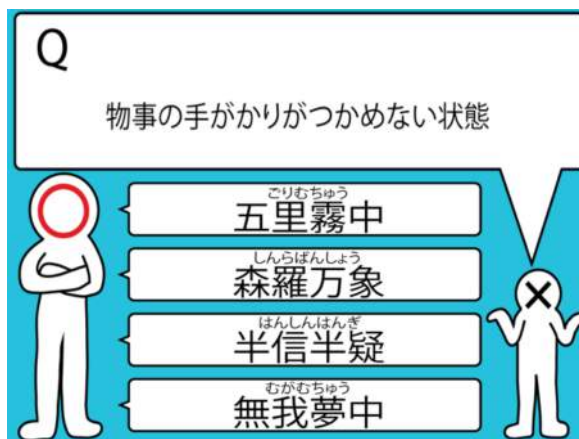 Q
物事の手がかりがつかめない状態
ごりむちゅう
五里霧中
しんらばんしょう
森羅万象
はんしんはんぎ
半信半疑
むがむちゅう
無我夢中